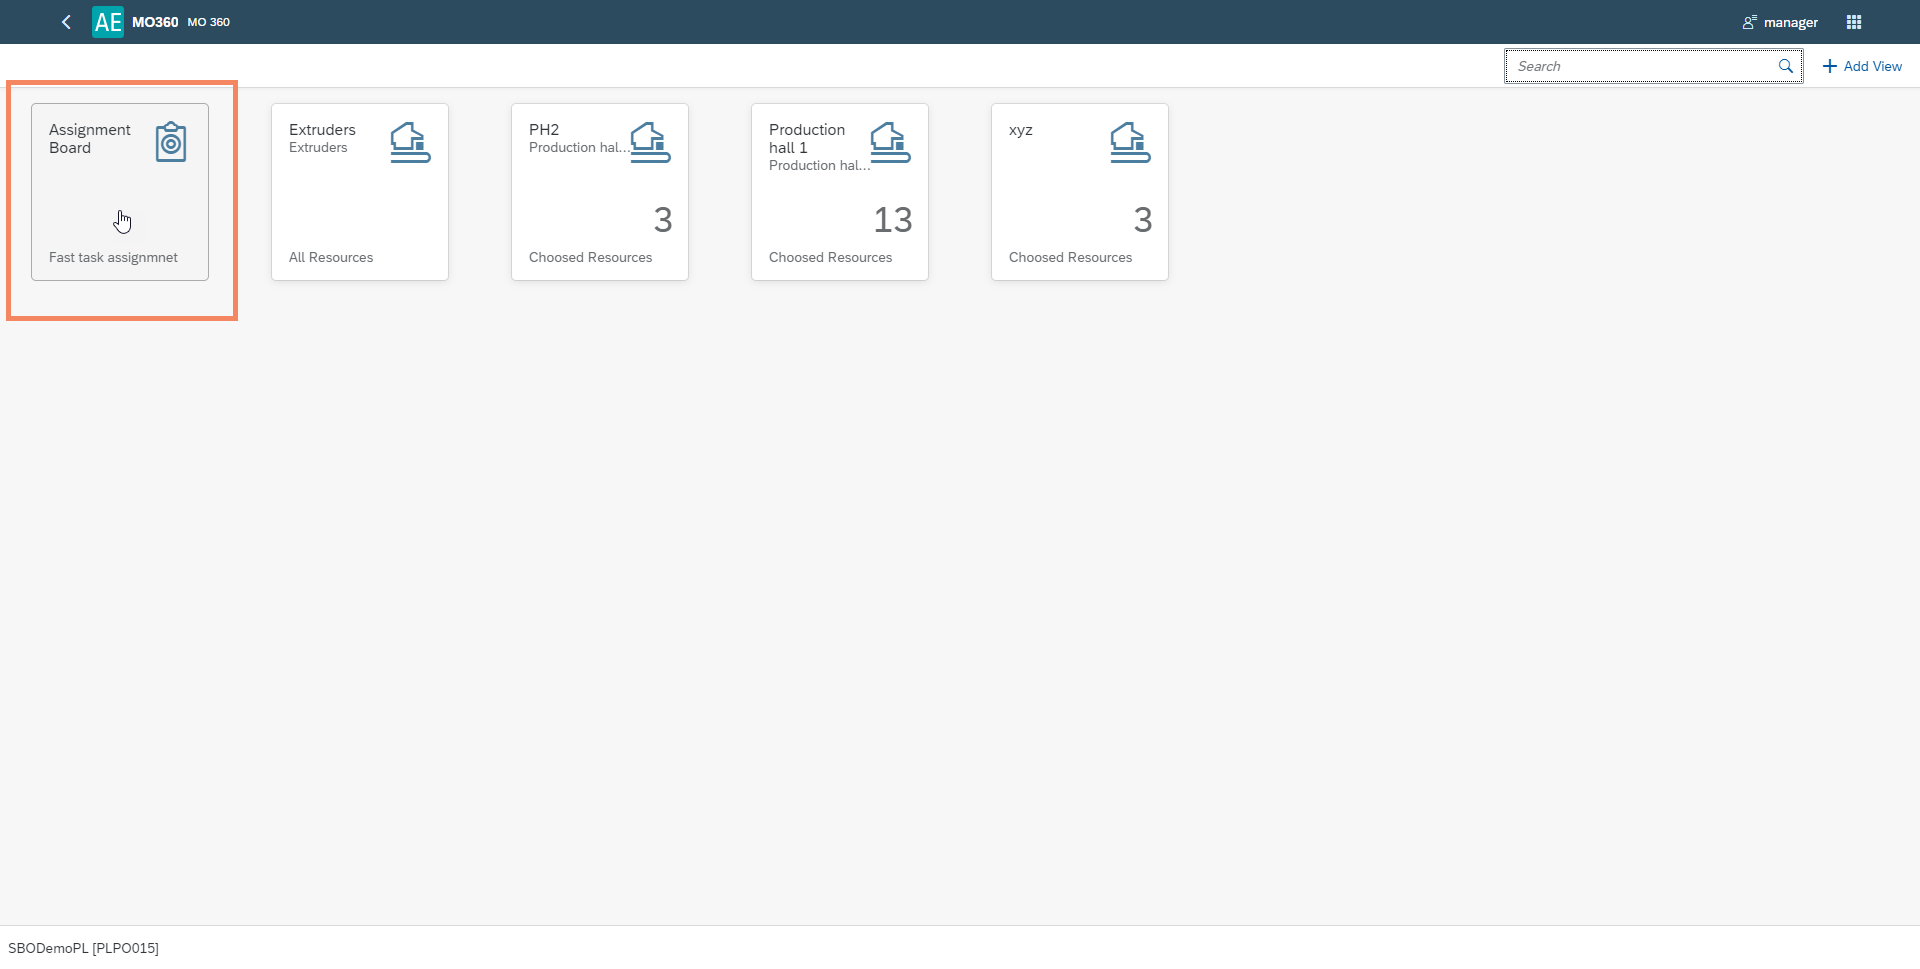 AE MO360 MO 360 manager
Search Add View
Assignment
Board
Fast task assignmnet
Extruders
Extruders
All Resources
PH2
Production hal...
3
Choosed Resources
Production
hall 1
Production hal...
13
Choosed Resources
xyz
3
Choosed Resources
SBODemoPL [PLPO015]